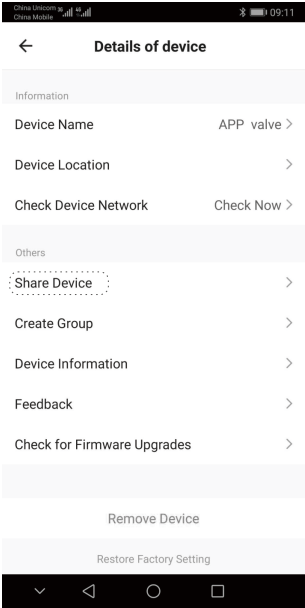 China Unicom 3G 4G
China Mobile
09:11
Details of device
Information
Device Name APP valve
Device Location
Check Device Network Check Now
Others
Share Device
Create Group
Device Information
Feedback
Check for Firmware Upgrades
Remove Device
Restore Factory Setting